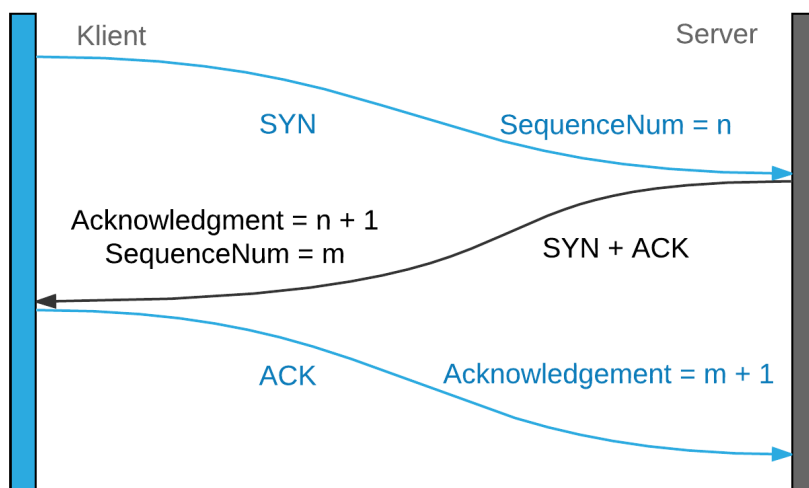 Klient
Server
SYN
SequenceNum = n
Acknowledgment = n + 1
SequenceNum = m
SYN + ACK
ACK
Acknowledgement = m + 1